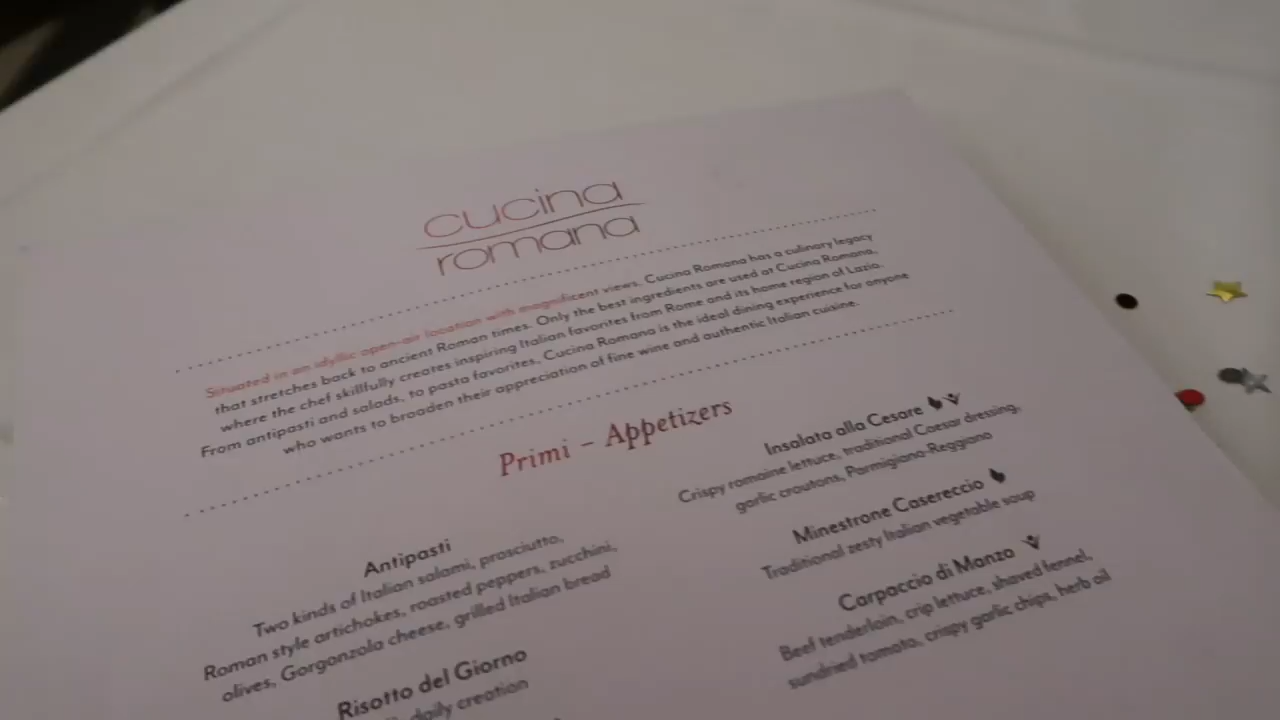 cucina
romana
Situated in an idyllic open-air location with magnificent views, Cucina Romana has a culinary legacy
that stretches back to ancient Roman times. Only the best ingredients are used at Cucina Romana,
where the chef skillfully creates inspiring Italian favorites from Rome and its home region of Lazio.
From antipasti and salads, to pasta favorites, Cucina Romana is the ideal dining experience for anyone
who wants to broaden their appreciation of fine wine and authentic Italian cuisine.
Primi – Appetizers
Antipasti
Two kinds of Italian salami, prosciutto,
Roman style artichokes, roasted peppers, zucchini,
olives, Gorgonzola cheese, grilled Italian bread
Risotto del Giorno
daily creation
Insalata alla Cesare
Crispy romaine lettuce, traditional Caesar dressing,
garlic croutons, Parmigiano-Reggiano
Minestrone Casereccio
Traditional zesty Italian vegetable soup
Carpaccio di Manzo
Beef tenderloin, crip lettuce, shaved fennel,
sundried tomato, crispy garlic chips, herb oil